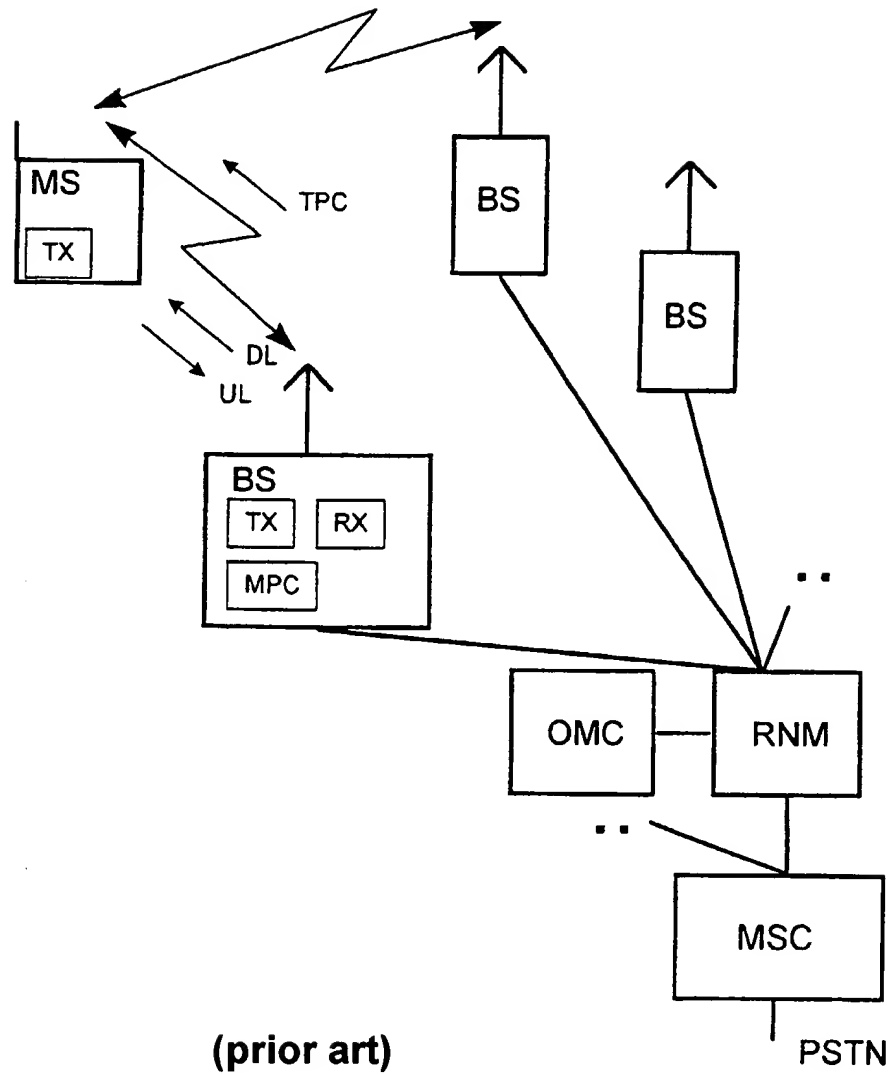 MS
TX
TPC
BS
BS
DL
UL
BS
TX RX
MPC
OMC
RNM
MSC
(prior art)
PSTN